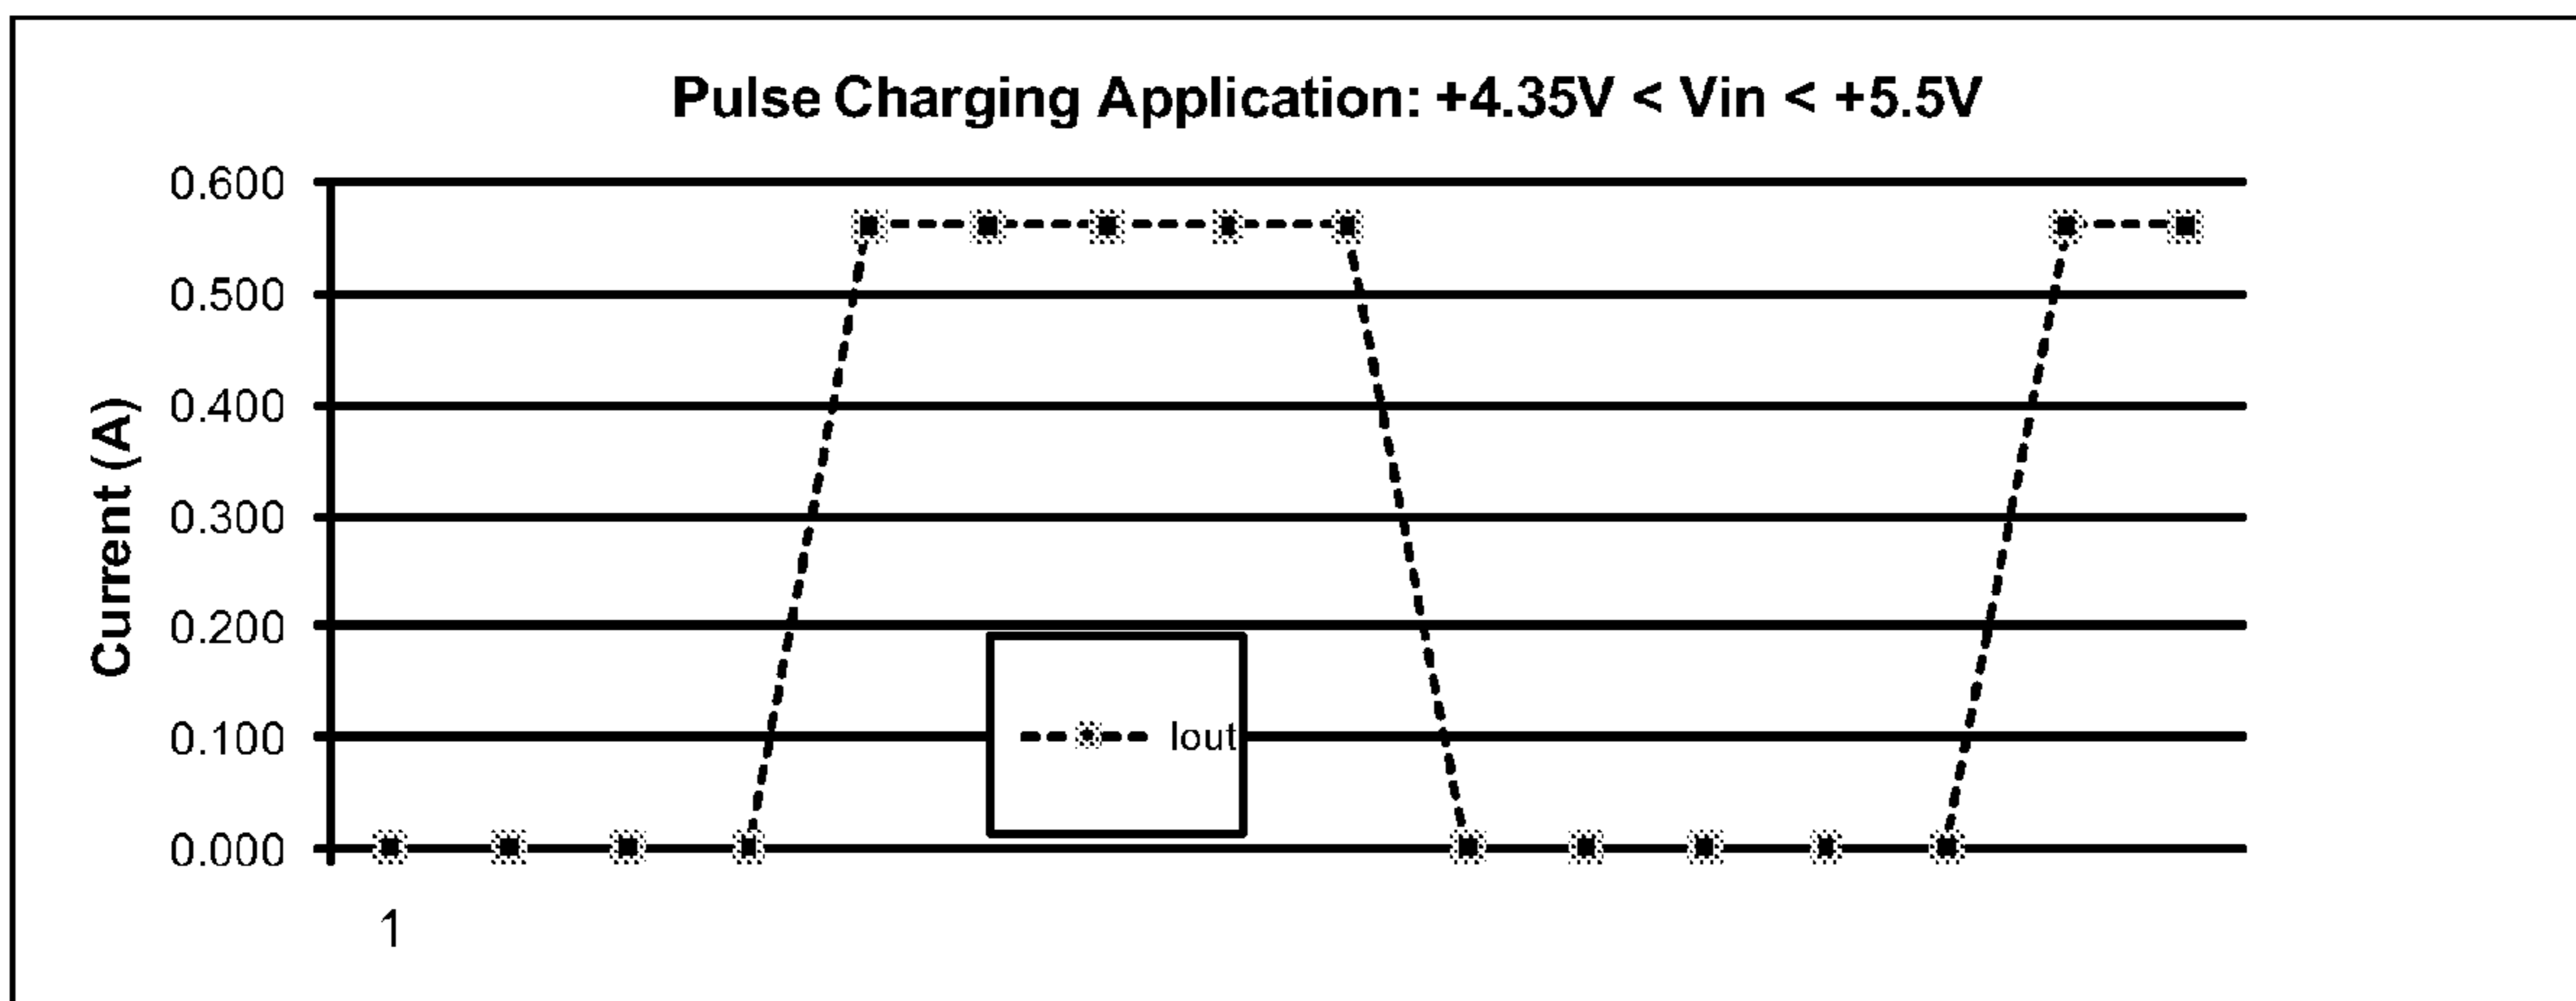 Pulse Charging Application: +4.35V < Vin < +5.5V
0.600
0.500
0.400
0.300
0.200
0.100
0.000
Current (A)
Iout
1